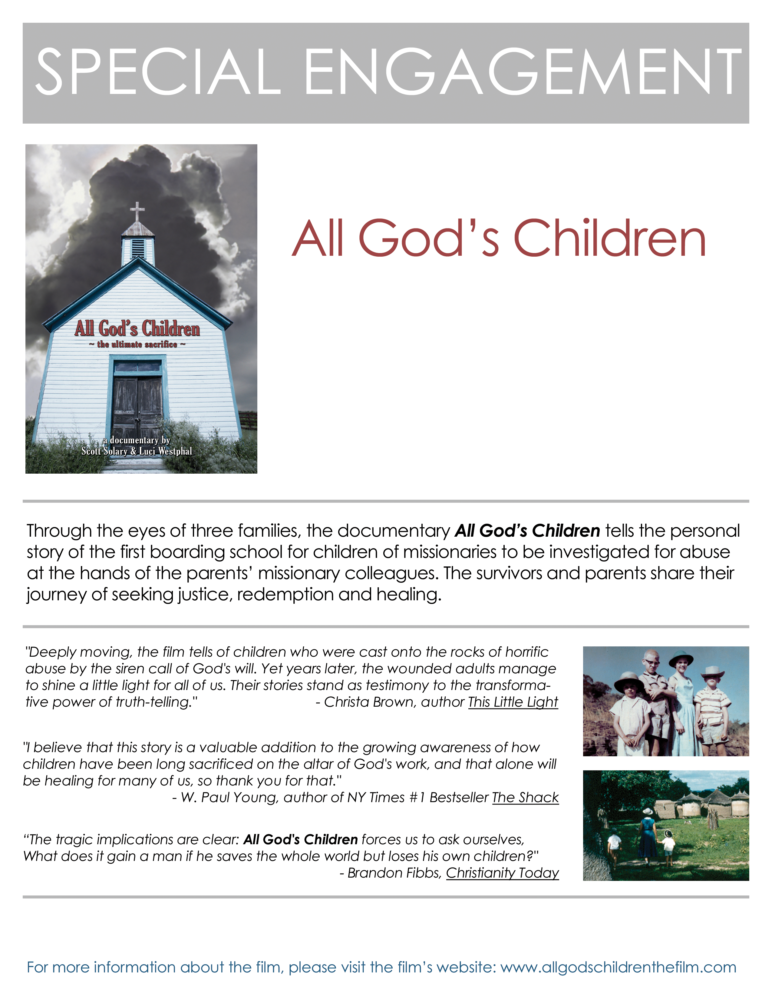 SPECIAL ENGAGEMENT
All God's Children
~ the ultimate sacrifice ~
a documentary by
Scott Solary & Luci Westphal
All God’s Children
Through the eyes of three families, the documentary All God’s Children tells the personal
story of the first boarding school for children of missionaries to be investigated for abuse
at the hands of the parents’ missionary colleagues. The survivors and parents share their
journey of seeking justice, redemption and healing.
"Deeply moving, the film tells of children who were cast onto the rocks of horrific
abuse by the siren call of God's will. Yet years later, the wounded adults manage
to shine a little light for all of us. Their stories stand as testimony to the transforma-
tive power of truth-telling." - Christa Brown, author This Little Light
"I believe that this story is a valuable addition to the growing awareness of how
children have been long sacrificed on the altar of God's work, and that alone will
be healing for many of us, so thank you for that."
- W. Paul Young, author of NY Times #1 Bestseller The Shack
“The tragic implications are clear: All God's Children forces us to ask ourselves,
What does it gain a man if he saves the whole world but loses his own children?"
- Brandon Fibbs, Christianity Today
For more information about the film, please visit the film’s website: www.allgodschildrenthefilm.com